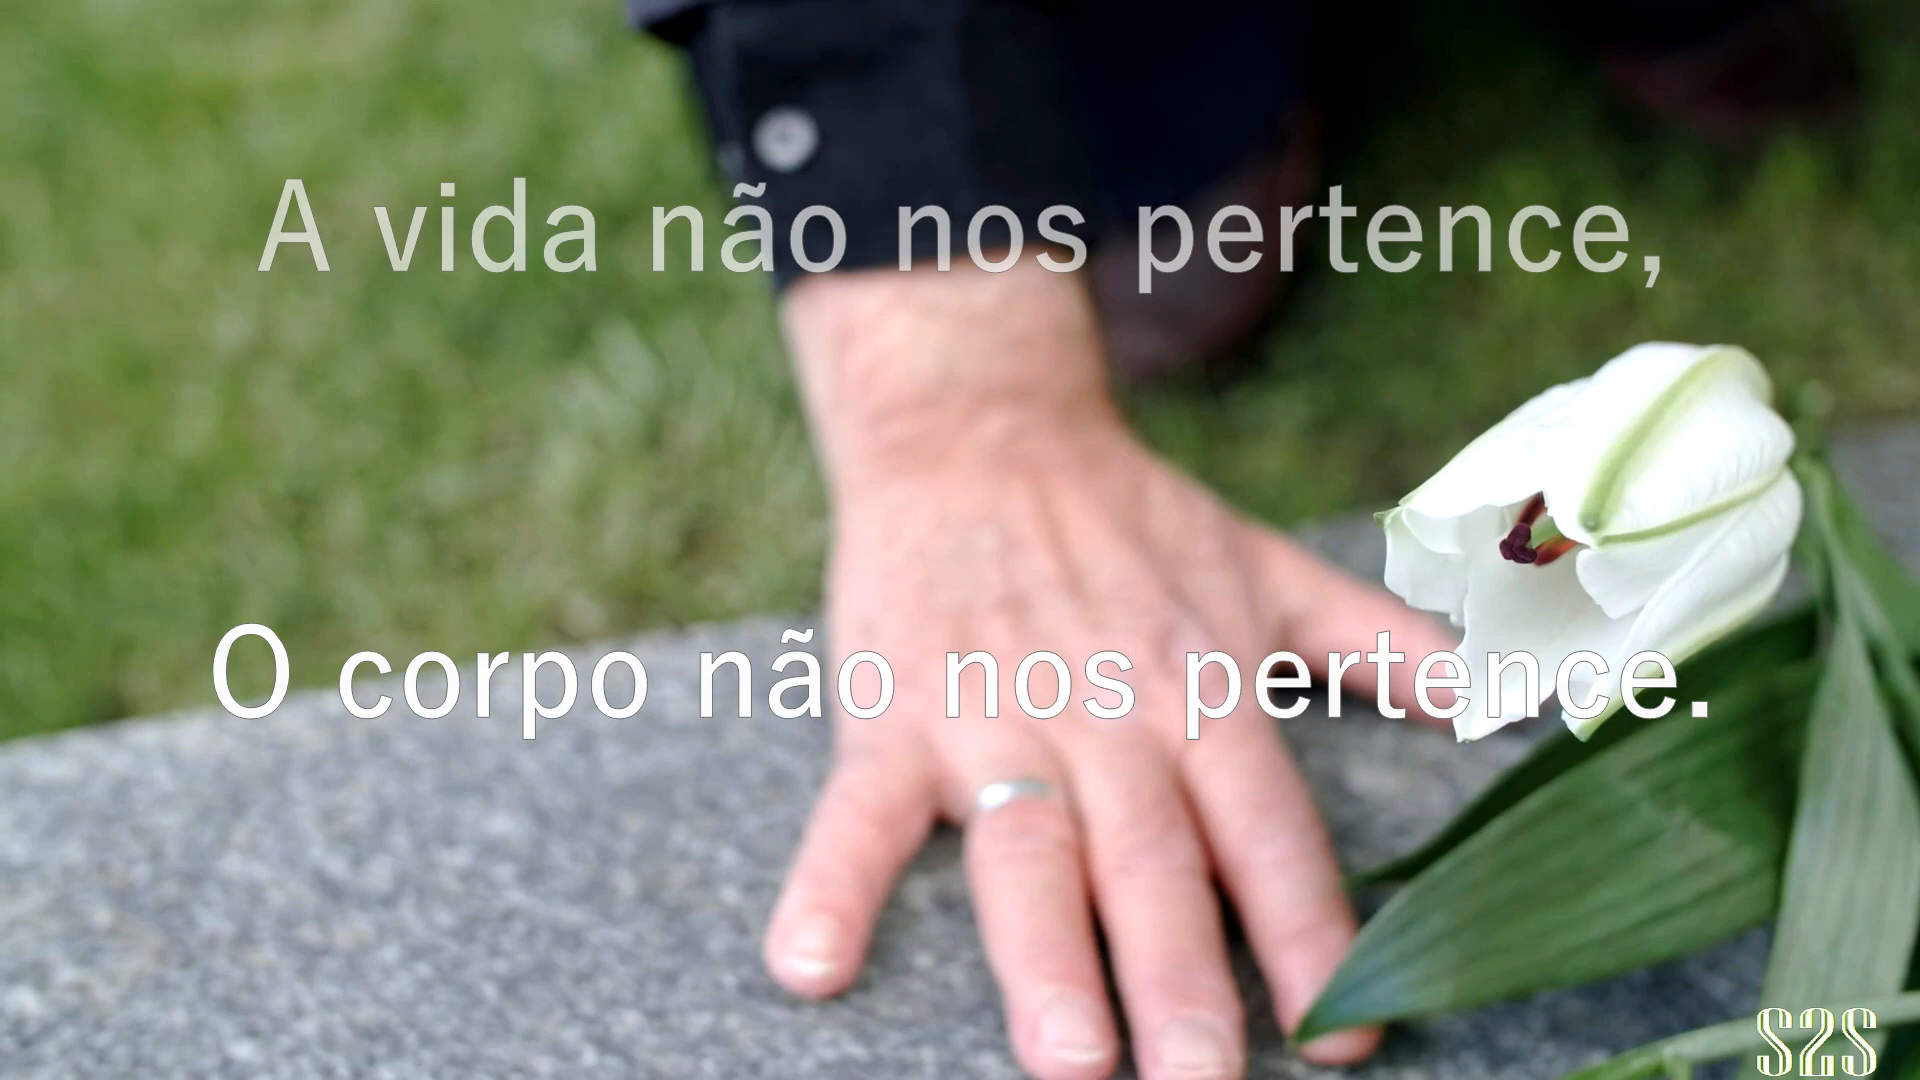 A vida não nos pertence,
O corpo não nos pertence.
S2S